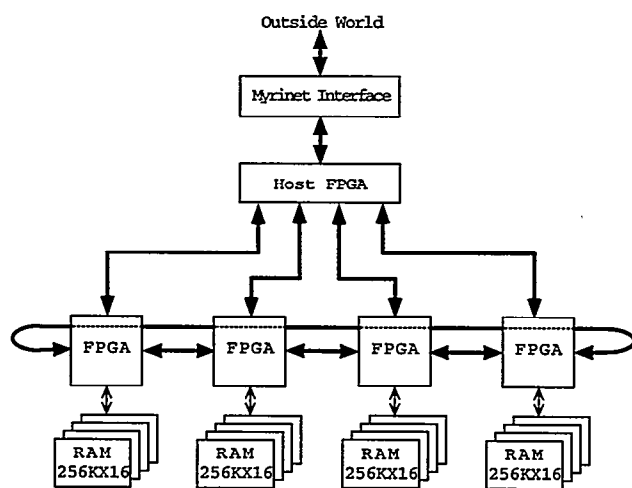 Outside World
Myrinet Interface
Host FPGA
FPGA
FPGA
FPGA
FPGA
RAM
256KX16
RAM
256KX16
RAM
256KX16
RAM
256KX16